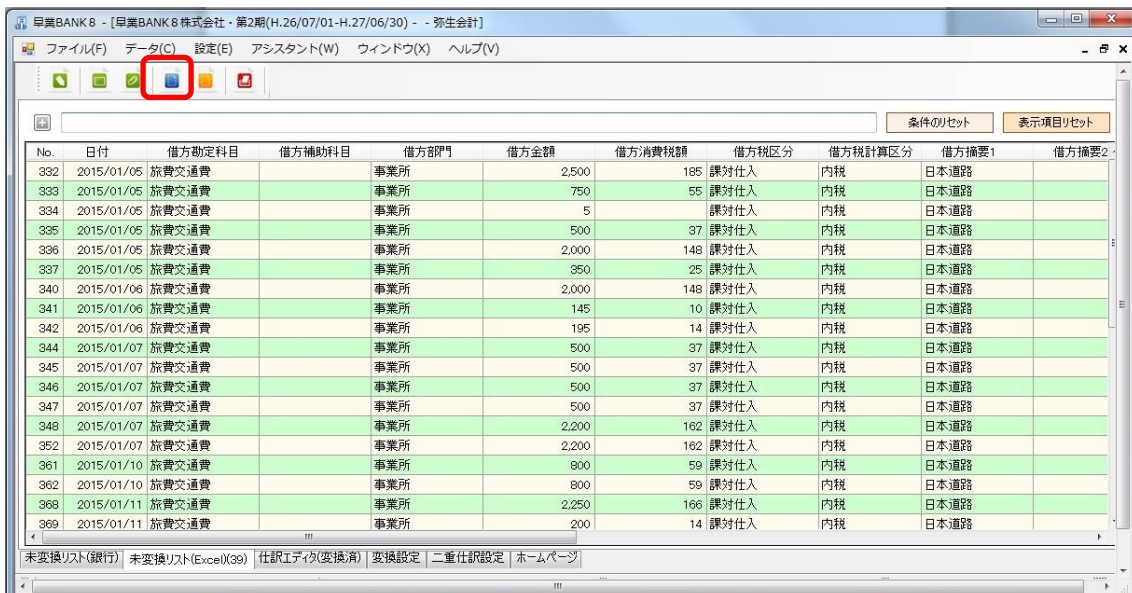 早業BANK８ - [早業BANK８株式会社・第2期(H.26/07/01-H.27/06/30) - - 弥生会計]
ファイル(F) データ(C) 設定(E) アシスタント(W) ウィンドウ(X) ヘルプ(V)
条件のリセット 表示項目リセット
No. 日付 借方勘定科目 借方補助科目 借方部門 借方金額 借方消費税額 借方税区分 借方税計算区分 借方摘要1 借方摘要2
332 2015/01/05 旅費交通費 事業所 2,500 185 課対仕入 内税 日本道路
333 2015/01/05 旅費交通費 事業所 750 55 課対仕入 内税 日本道路
334 2015/01/05 旅費交通費 事業所 5 課対仕入 内税 日本道路
335 2015/01/05 旅費交通費 事業所 500 37 課対仕入 内税 日本道路
336 2015/01/05 旅費交通費 事業所 2,000 148 課対仕入 内税 日本道路
337 2015/01/05 旅費交通費 事業所 350 25 課対仕入 内税 日本道路
340 2015/01/06 旅費交通費 事業所 2,000 148 課対仕入 内税 日本道路
341 2015/01/06 旅費交通費 事業所 145 10 課対仕入 内税 日本道路
342 2015/01/06 旅費交通費 事業所 195 14 課対仕入 内税 日本道路
344 2015/01/07 旅費交通費 事業所 500 37 課対仕入 内税 日本道路
345 2015/01/07 旅費交通費 事業所 500 37 課対仕入 内税 日本道路
346 2015/01/07 旅費交通費 事業所 500 37 課対仕入 内税 日本道路
347 2015/01/07 旅費交通費 事業所 500 37 課対仕入 内税 日本道路
348 2015/01/07 旅費交通費 事業所 2,200 162 課対仕入 内税 日本道路
352 2015/01/07 旅費交通費 事業所 2,200 162 課対仕入 内税 日本道路
361 2015/01/10 旅費交通費 事業所 800 59 課対仕入 内税 日本道路
362 2015/01/10 旅費交通費 事業所 800 59 課対仕入 内税 日本道路
368 2015/01/11 旅費交通費 事業所 2,250 166 課対仕入 内税 日本道路
369 2015/01/11 旅費交通費 事業所 200 14 課対仕入 内税 日本道路
未変換リスト(銀行) 未変換リスト(Excel)(39) 仕訳エディタ(変換済) 変換設定 二重仕訳設定 ホームページ